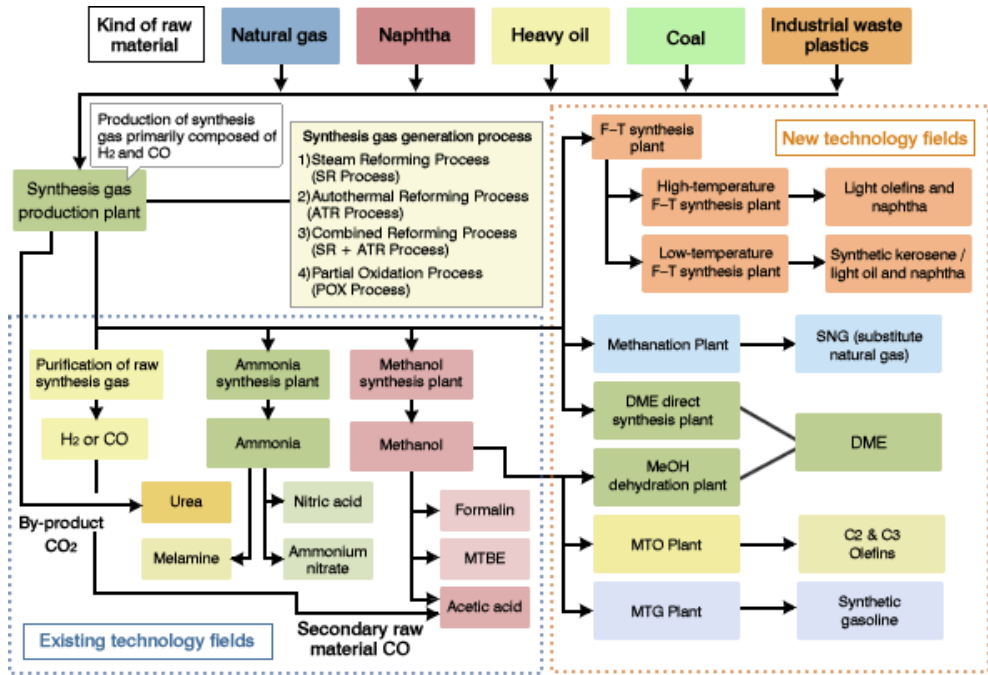 Kind of raw
material
Natural gas
Naphtha
Heavy oil
Coal
Industrial waste
plastics
Production of synthesis
gas primarily composed of
H₂ and CO
Synthesis gas
production plant
Synthesis gas generation process
1)Steam Reforming Process
(SR Process)
2)Autothermal Reforming Process
(ATR Process)
3)Combined Reforming Process
(SR + ATR Process)
4)Partial Oxidation Process
(POX Process)
New technology fields
F–T synthesis
plant
High-temperature
F–T synthesis plant
Light olefins and
naphtha
Low-temperature
F–T synthesis plant
Synthetic kerosene /
light oil and naphtha
Methanation Plant
SNG (substitute
natural gas)
DME direct
synthesis plant
DME
MeOH
dehydration plant
MTO Plant
C2 & C3
Olefins
MTG Plant
Synthetic
gasoline
Purification of raw
synthesis gas
H₂ or CO
Ammonia
synthesis plant
Ammonia
Methanol
synthesis plant
Methanol
Urea
Nitric acid
Formalin
By-product
CO₂
Melamine
Ammonium
nitrate
MTBE
Acetic acid
Secondary raw
material CO
Existing technology fields